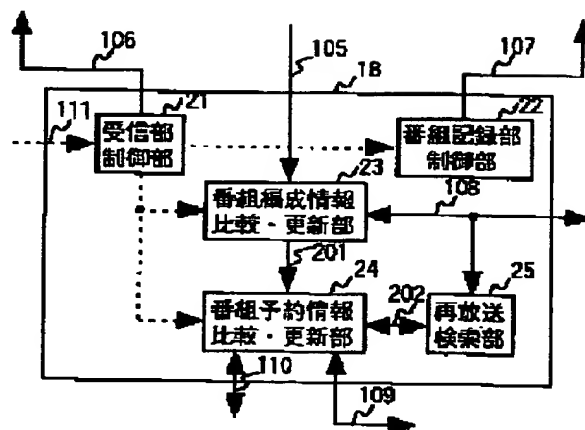 106
105
107
18
111
21
受信部
制御部
22
番組記録部
制御部
23
番組編成情報
比較・更新部
108
201
24
番組予約情報
比較・更新部
202
25
再放送
検索部
110
109